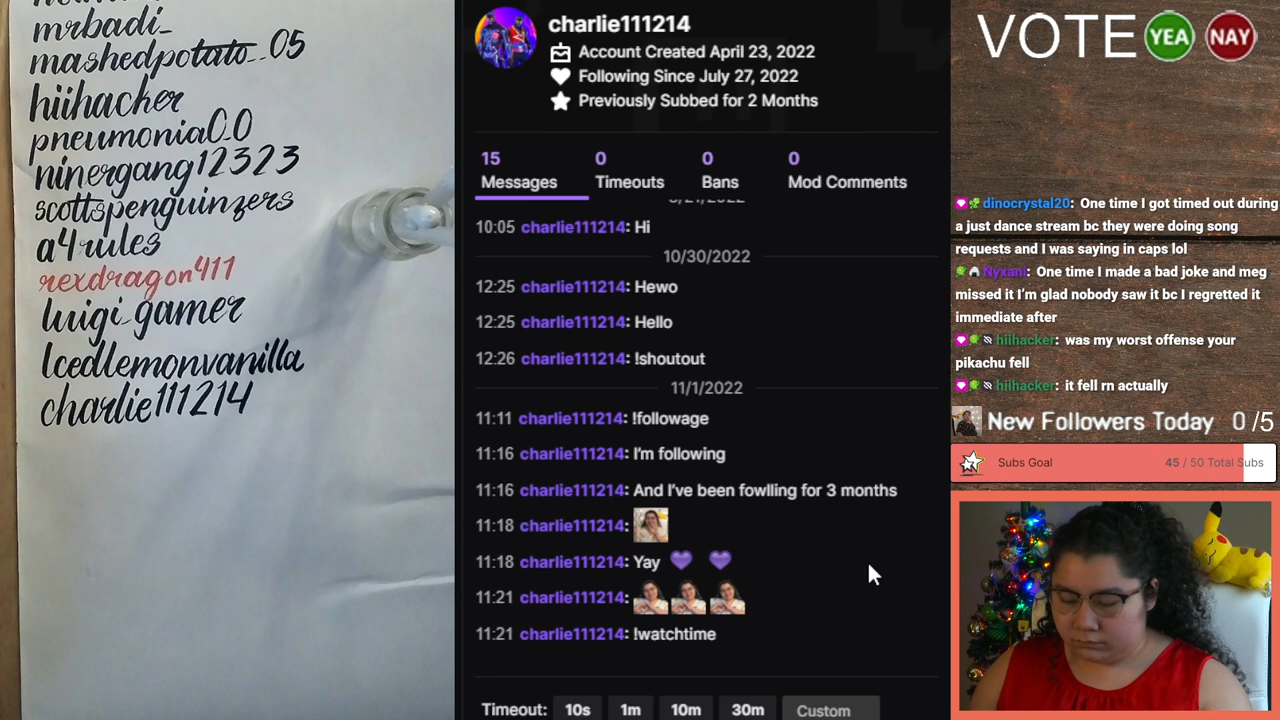 mrbadi_
mashedpotato_05
hiihacker
pneumonia0_0
ninergang12323
scottspenguinzers
a4rules
rexdragon411
luigi_gamer
Icedlemonvanilla
charlie111214
charlie111214
Account Created April 23, 2022
Following Since July 27, 2022
Previously Subbed for 2 Months
15 0 0 0
Messages Timeouts Bans Mod Comments
10:05 charlie111214: Hi
10/30/2022
12:25 charlie111214: Hewo
12:25 charlie111214: Hello
12:26 charlie111214: !shoutout
11/1/2022
11:11 charlie111214: !followage
11:16 charlie111214: I'm following
11:16 charlie111214: And I've been fowlling for 3 months
11:18 charlie111214:
11:18 charlie111214: Yay
11:21 charlie111214:
11:21 charlie111214: !watchtime
Timeout: 10s 1m 10m 30m Custom
VOTE YEA NAY
dinocrystal20: One time I got timed out during
a just dance stream bc they were doing song
requests and I was saying in caps lol
Nyxani: One time I made a bad joke and meg
missed it I'm glad nobody saw it bc I regretted it
immediate after
hiihacker: was my worst offense your
pikachu fell
hiihacker: it fell rn actually
New Followers Today 0 /5
Subs Goal 45 / 50 Total Subs